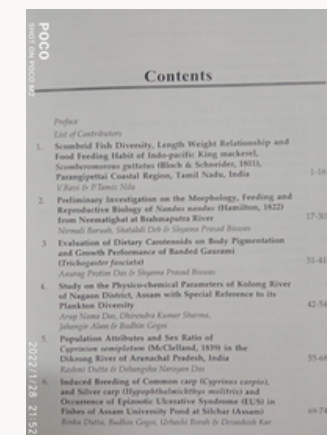 POCO
SHOT ON POCO M2
Contents
Preface
List of Contributors
1. Scombrid Fish Diversity, Length Weight Relationship and
Food Feeding Habit of Indo-pacific King mackerel,
Scomberomorus guttatus (Bloch & Schneider, 1801),
Parangipettai Coastal Region, Tamil Nadu, India 1-16
V.Ravi & P.Tamiz Nila
2. Preliminary Investigation on the Morphology, Feeding and
Reproductive Biology of Nandus nandus (Hamilton, 1822)
from Neematighat at Brahmaputra River 17-30
Nirmali Baruah, Shatabdi Deb & Shyama Prasad Biswas
3 Evaluation of Dietary Carotenoids on Body Pigmentation
and Growth Performance of Banded Gourami
(Trichogaster fasciata) 31-41
Anurag Protim Das & Shyama Prasad Biswas
4. Study on the Physico-chemical Parameters of Kolong River
of Nagaon District, Assam with Special Reference to its
Plankton Diversity 42-54
Arup Nama Das, Dhirendra Kumar Sharma,
Jahangir Alam & Budhin Gogoi
5. Population Attributes and Sex Ratio of
Cyprinion semiplotum (McClelland, 1839) in the
Dikrong River of Arunachal Pradesh, India 55-68
Rashmi Dutta & Debangshu Narayan Das
6. Induced Breeding of Common carp (Cyprinus carpio),
and Silver carp (Hypophthalmichthys molitrix) and
Occurrence of Epizootic Ulcerative Syndrome (EUS) in
Fishes of Assam University Pond at Silchar (Assam) 69-74
Rinku Dutta, Budhin Gogoi, Urbashi Borah & Devashish Kar
2022/1/28 21:52